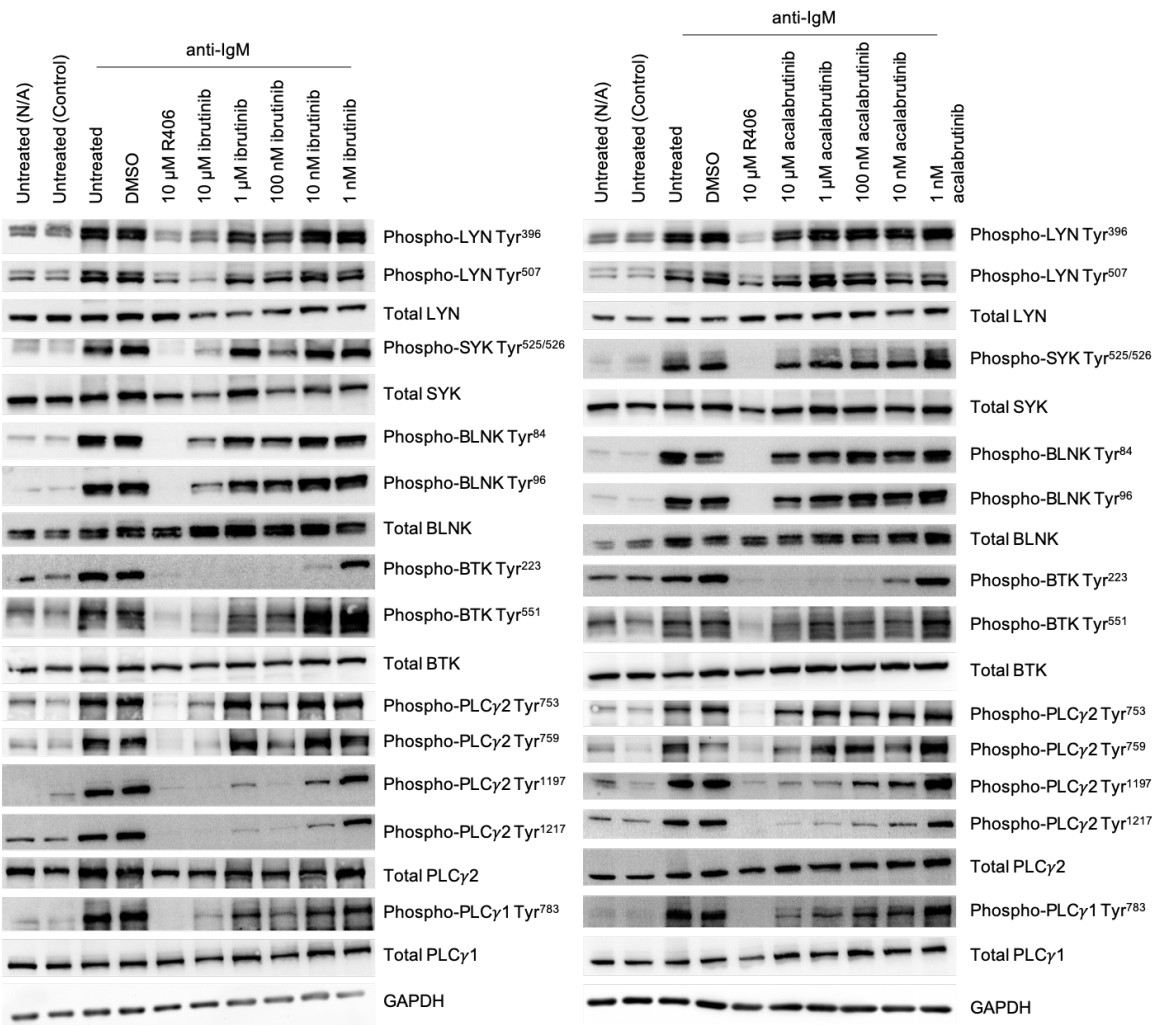 anti-IgM
Untreated (N/A)
Untreated (Control)
Untreated
DMSO
10 µM R406
10 µM ibrutinib
1 µM ibrutinib
100 nM ibrutinib
10 nM ibrutinib
1 nM ibrutinib
Phospho-LYN Tyr396
Phospho-LYN Tyr507
Total LYN
Phospho-SYK Tyr525/526
Total SYK
Phospho-BLNK Tyr84
Phospho-BLNK Tyr96
Total BLNK
Phospho-BTK Tyr223
Phospho-BTK Tyr551
Total BTK
Phospho-PLCγ2 Tyr753
Phospho-PLCγ2 Tyr759
Phospho-PLCγ2 Tyr1197
Phospho-PLCγ2 Tyr1217
Total PLCγ2
Phospho-PLCγ1 Tyr783
Total PLCγ1
GAPDH
anti-IgM
Untreated (N/A)
Untreated (Control)
Untreated
DMSO
10 µM R406
10 µM acalabrutinib
1 µM acalabrutinib
100 nM acalabrutinib
10 nM acalabrutinib
1 nM
acalabrutinib
Phospho-LYN Tyr396
Phospho-LYN Tyr507
Total LYN
Phospho-SYK Tyr525/526
Total SYK
Phospho-BLNK Tyr84
Phospho-BLNK Tyr96
Total BLNK
Phospho-BTK Tyr223
Phospho-BTK Tyr551
Total BTK
Phospho-PLCγ2 Tyr753
Phospho-PLCγ2 Tyr759
Phospho-PLCγ2 Tyr1197
Phospho-PLCγ2 Tyr1217
Total PLCγ2
Phospho-PLCγ1 Tyr783
Total PLCγ1
GAPDH